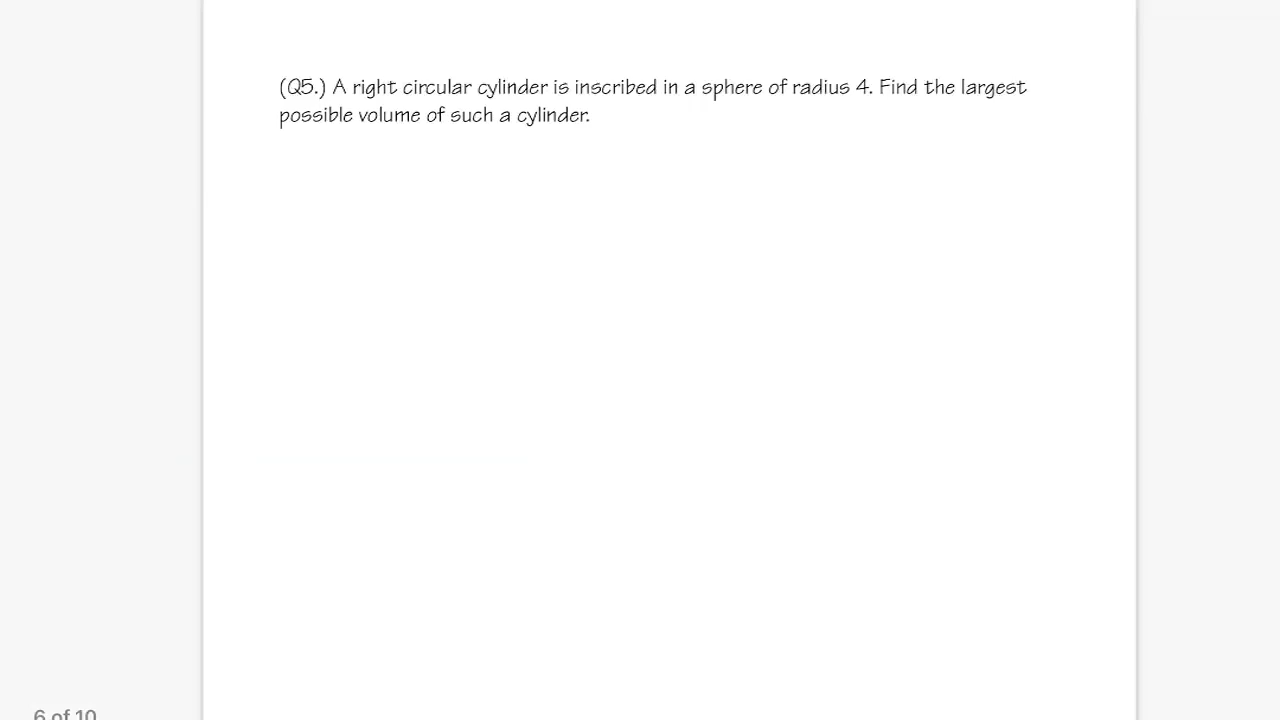 (Q5.) A right circular cylinder is inscribed in a sphere of radius 4. Find the largest
possible volume of such a cylinder.
6 of 10